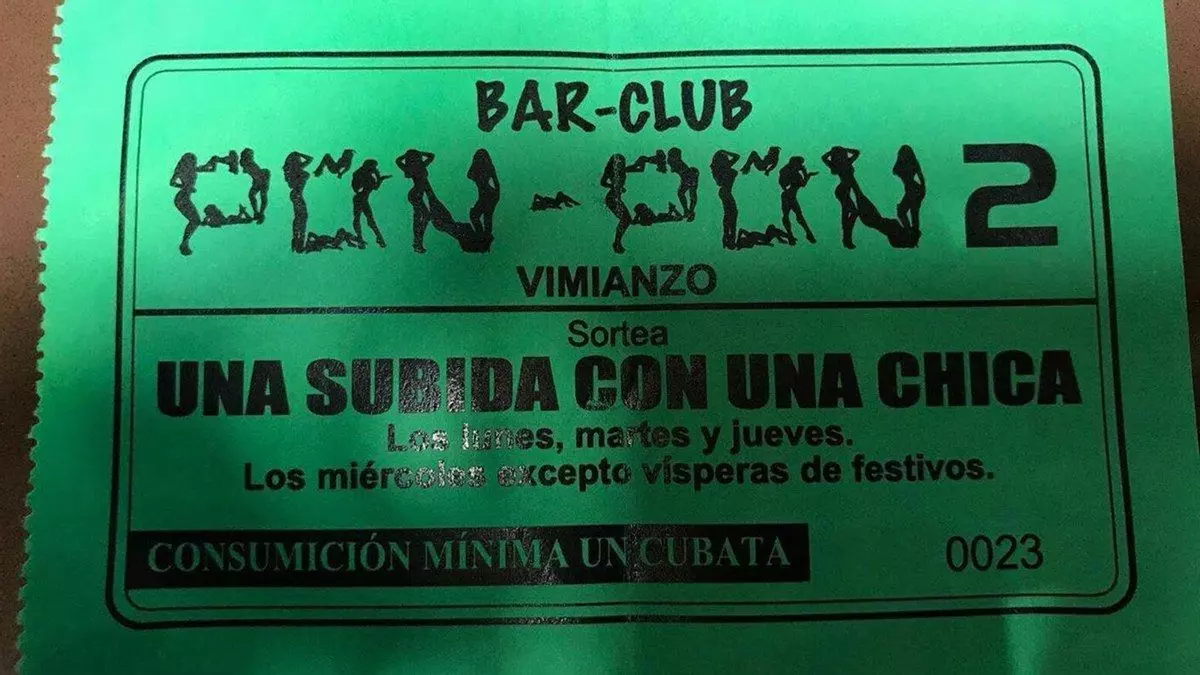 BAR-CLUB
PON-PON 2
VIMIANZO
Sortea
UNA SUBIDA CON UNA CHICA
Los lunes, martes y jueves.
Los miércoles excepto vísperas de festivos.
CONSUMICIÓN MÍNIMA UN CUBATA
0023